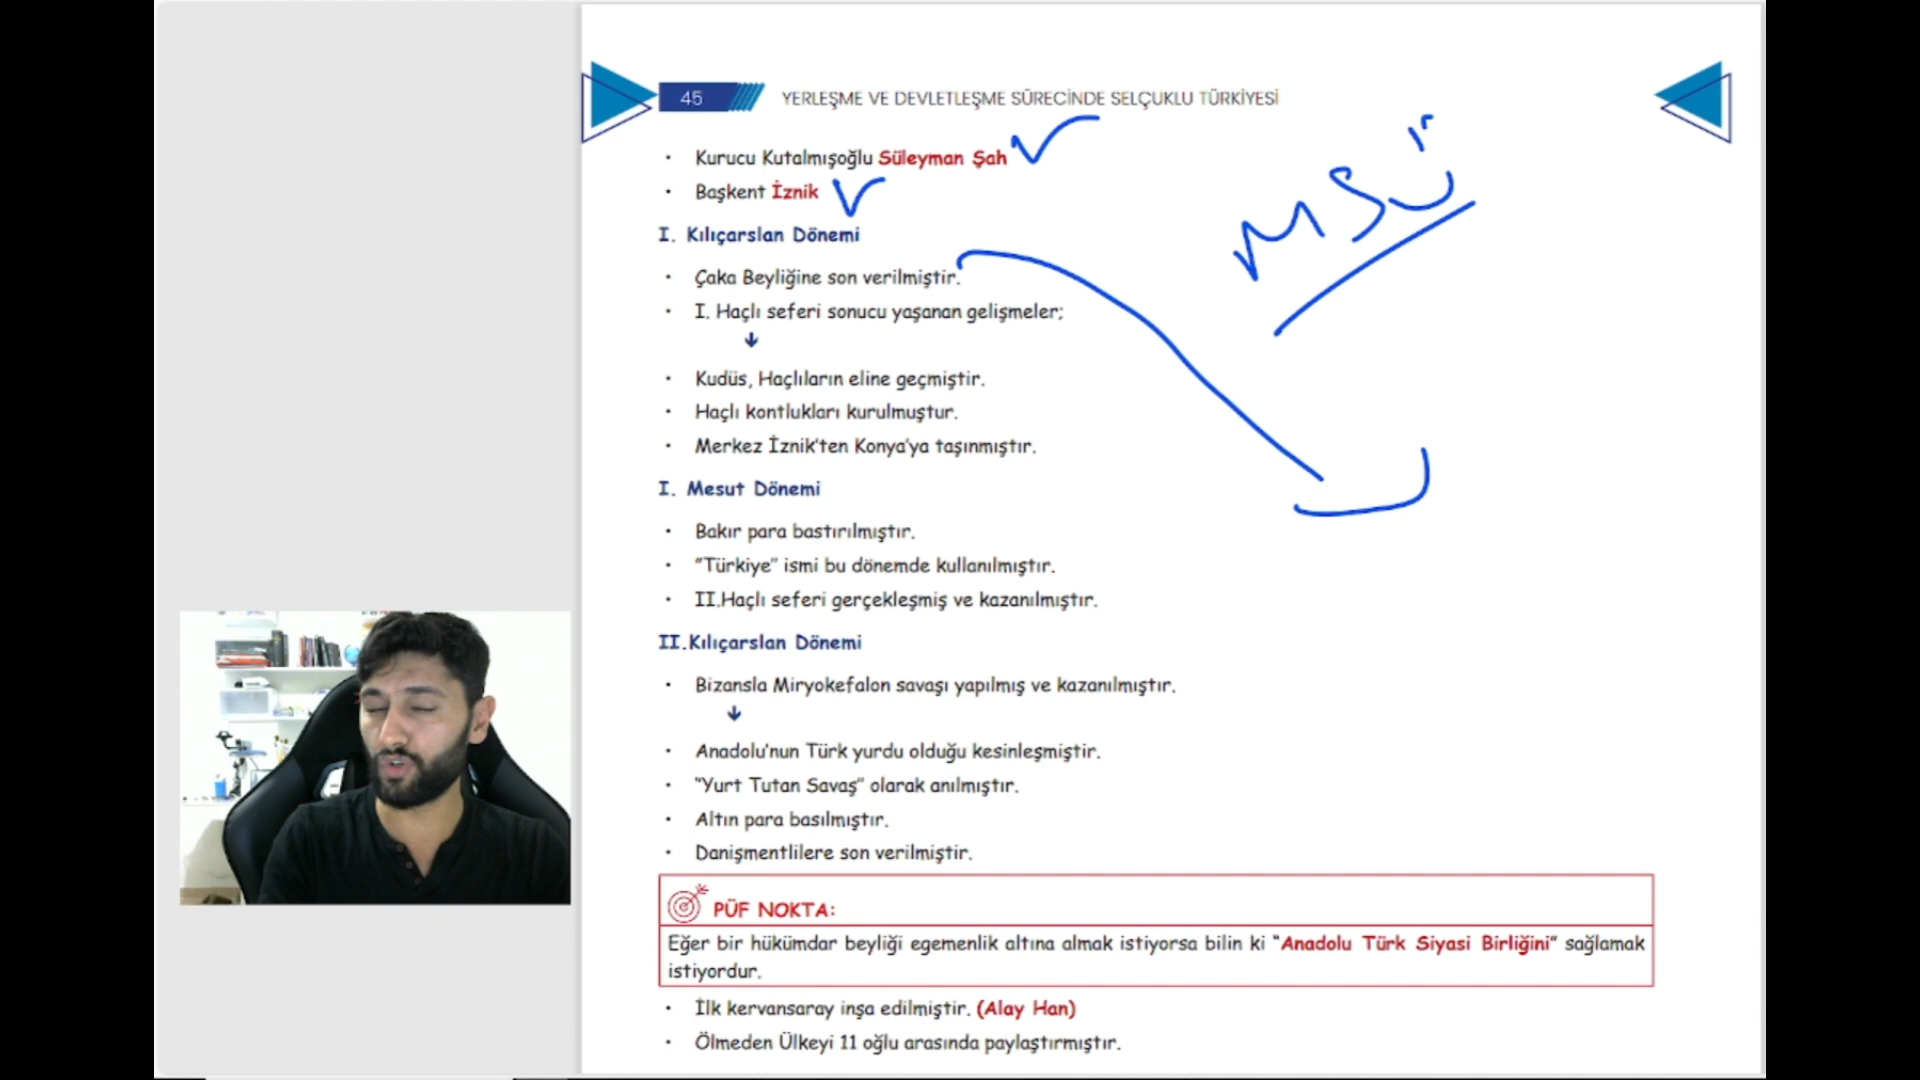 45 YERLEŞME VE DEVLETLEŞME SÜRECİNDE SELÇUKLU TÜRKİYESİ
• Kurucu Kutalmışoğlu Süleyman Şah
• Başkent İznik
MSÜ
I. Kılıçarslan Dönemi
• Çaka Beyliğine son verilmiştir.
• I. Haçlı seferi sonucu yaşanan gelişmeler;
• Kudüs, Haçlıların eline geçmiştir.
• Haçlı kontlukları kurulmuştur.
• Merkez İznik'ten Konya'ya taşınmıştır.
I. Mesut Dönemi
• Bakır para bastırılmıştır.
• "Türkiye" ismi bu dönemde kullanılmıştır.
• II.Haçlı seferi gerçekleşmiş ve kazanılmıştır.
II.Kılıçarslan Dönemi
• Bizansla Miryokefalon savaşı yapılmış ve kazanılmıştır.
• Anadolu'nun Türk yurdu olduğu kesinleşmiştir.
• "Yurt Tutan Savaş" olarak anılmıştır.
• Altın para basılmıştır.
• Danişmentlilere son verilmiştir.
PÜF NOKTA:
Eğer bir hükümdar beyliği egemenlik altına almak istiyorsa bilin ki "Anadolu Türk Siyasi Birliğini" sağlamak
istiyordur.
• İlk kervansaray inşa edilmiştir. (Alay Han)
• Ölmeden Ülkeyi 11 oğlu arasında paylaştırmıştır.